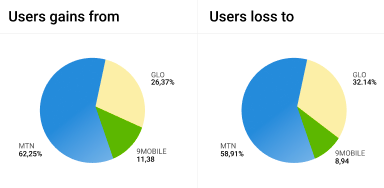 Users gains from
GLO
26,37%
MTN
62,25%
9MOBILE
11,38
Users loss to
GLO
32.14%
MTN
58,91%
9MOBILE
8,94